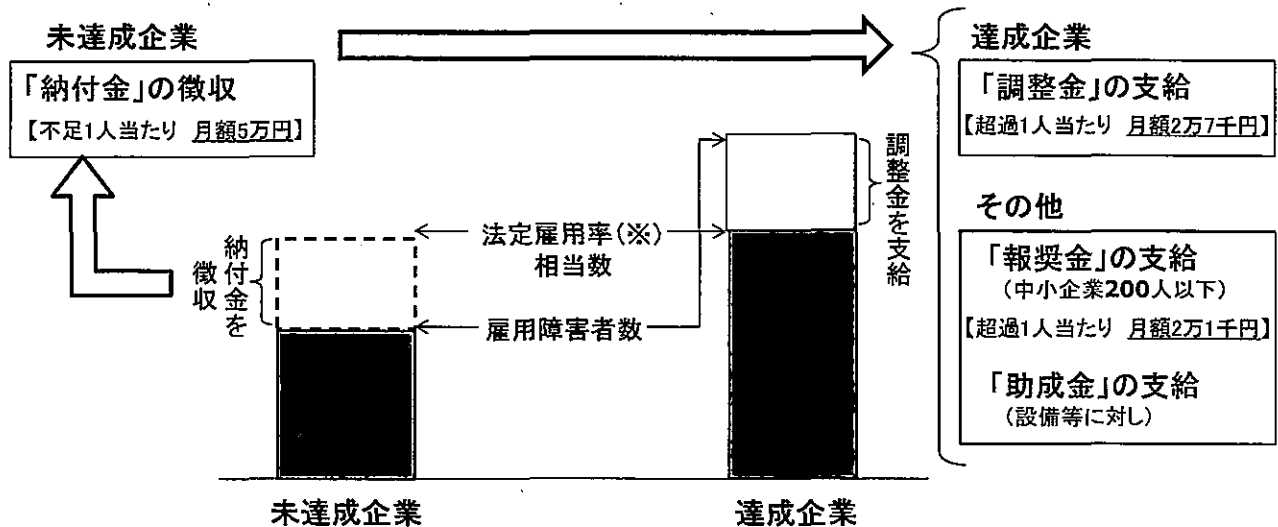 未達成企業
「納付金」の徴収
【不足1人当たり 月額5万円】
達成企業
「調整金」の支給
【超過1人当たり 月額2万7千円】
その他
「報奨金」の支給
(中小企業200人以下)
【超過1人当たり 月額2万1千円】
「助成金」の支給
(設備等に対し)
納付金を
徴収
法定雇用率(※)
相当数
雇用障害者数
調整金を支給
未達成企業
達成企業